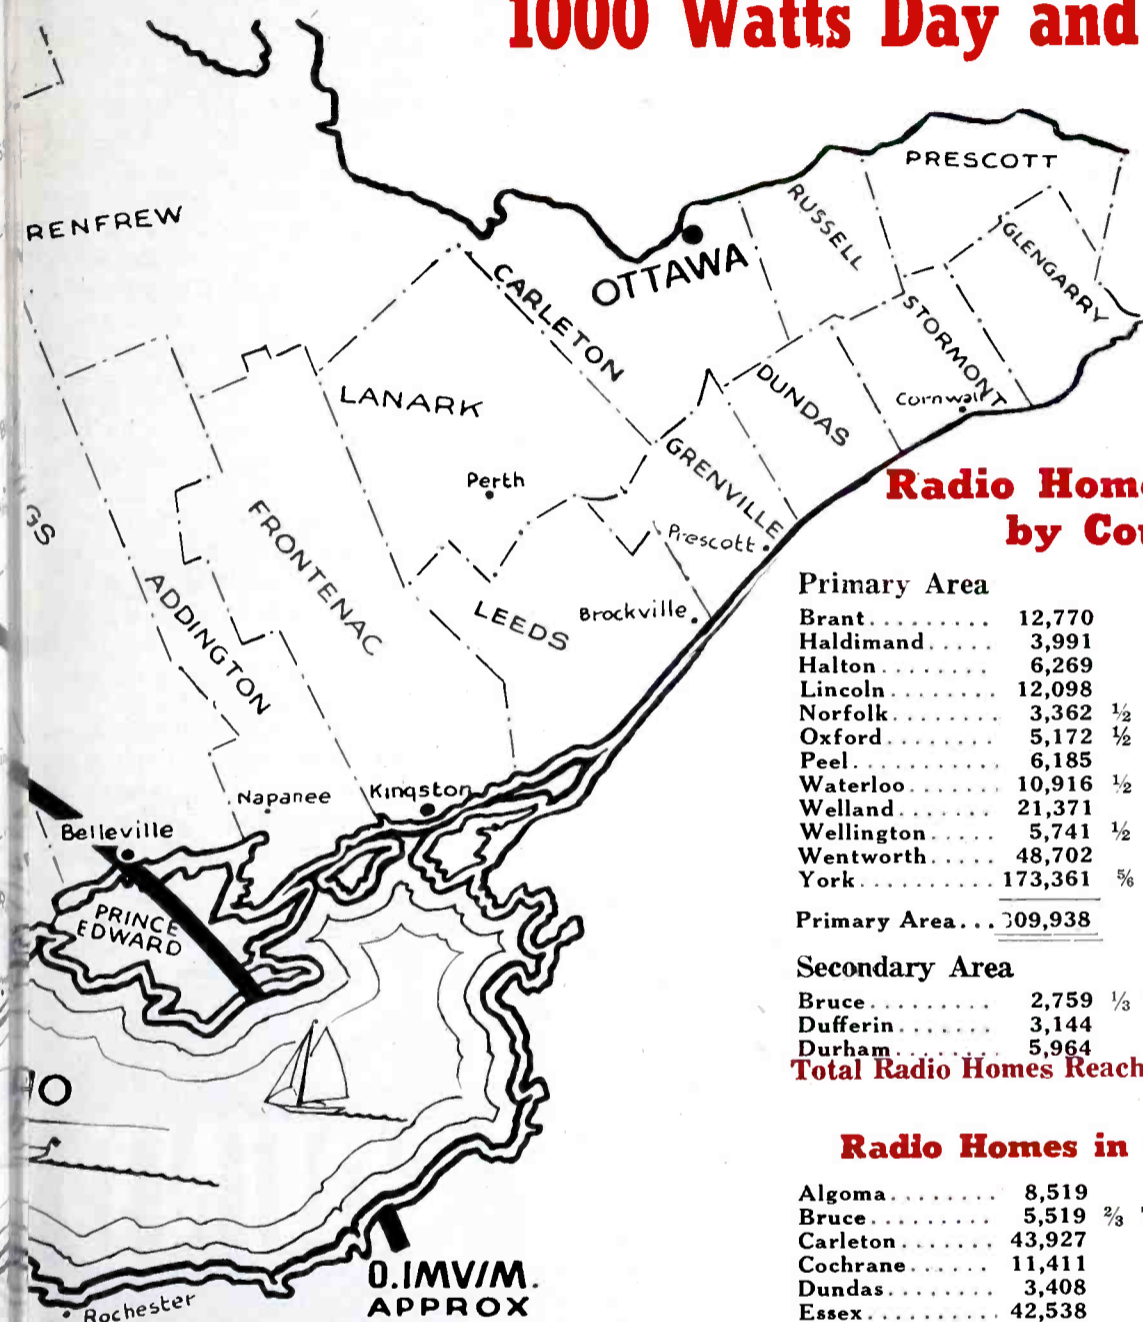 1000 Watts Day and
PRESCOTT
RENFREW
RUSSELL
GLENGARRY
OTTAWA
CARLETON
STORMONT
LANARK
DUNDAS
Cornwall
GRENVILLE
Perth
Prescott
GS
FRONTENAC
ADDINGTON
LEEDS
Brockville
Napanee
Kingston
Belleville
PRINCE
EDWARD
IO
0.1MV/M.
APPROX
Rochester
Radio Hom
by Co
Primary Area
Brant......... 12,770
Haldimand..... 3,991
Halton........ 6,269
Lincoln........ 12,098
Norfolk........ 3,362 ½
Oxford........ 5,172 ½
Peel........... 6,185
Waterloo....... 10,916 ½
Welland....... 21,371
Wellington..... 5,741 ½
Wentworth..... 48,702
York.......... 173,361 ⅚
Primary Area... 309,938
Secondary Area
Bruce......... 2,759 ⅓
Dufferin....... 3,144
Durham........ 5,964
Total Radio Homes Reach
Radio Homes in
Algoma........ 8,519
Bruce......... 5,519 ⅔
Carleton....... 43,927
Cochrane...... 11,411
Dundas........ 3,408
Essex.......... 42,538